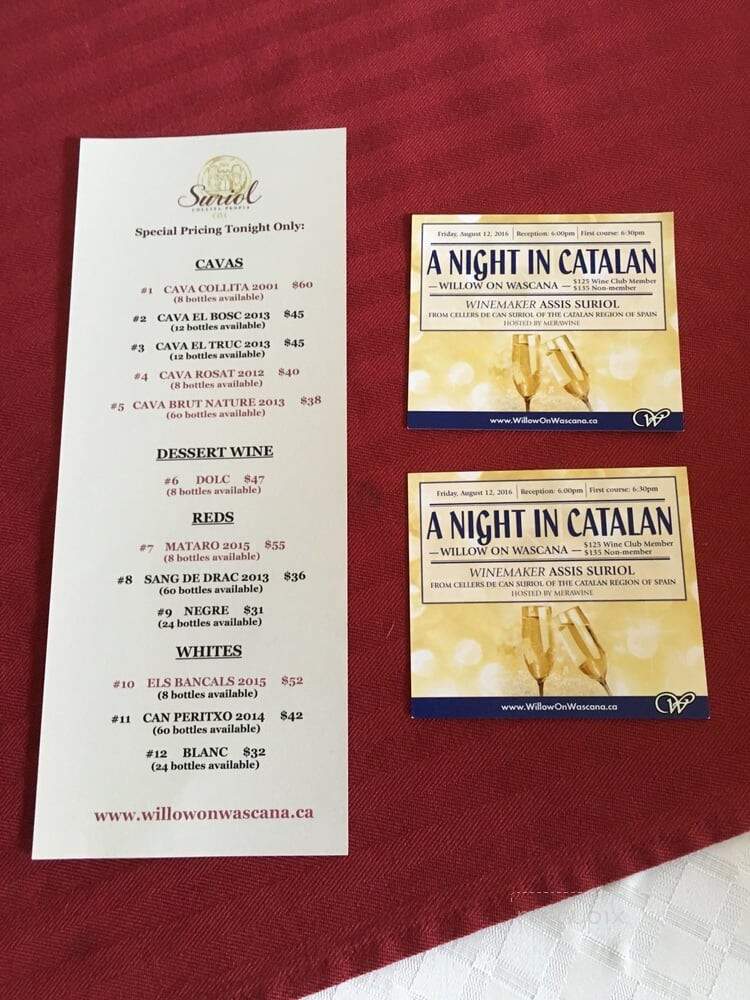 Suriol
Special Pricing Tonight Only:
CAVAS
#1 CAVA COLLITA 2001 $60
(8 bottles available)
#2 CAVA EL BOSC 2013 $45
(12 bottles available)
#3 CAVA EL TRUC 2013 $45
(12 bottles available)
#4 CAVA ROSAT 2012 $40
(8 bottles available)
#5 CAVA BRUT NATURE 2013 $38
(60 bottles available)
DESSERT WINE
#6 DOLC $47
(8 bottles available)
REDS
#7 MATARO 2015 $55
(8 bottles available)
#8 SANG DE DRAC 2013 $36
(60 bottles available)
#9 NEGRE $31
(24 bottles available)
WHITES
#10 ELS BANCALS 2015 $52
(8 bottles available)
#11 CAN PERITXO 2014 $42
(60 bottles available)
#12 BLANC $32
(24 bottles available)
www.willowonwascana.ca
Friday, August 12, 2016 Reception: 6:00pm First course: 6:30pm
A NIGHT IN CATALAN
—WILLOW ON WASCANA— $125 Wine Club Member
$135 Non-member
WINEMAKER ASSIS SURIOL
FROM CELLERS DE CAN SURIOL OF THE CATALAN REGION OF SPAIN
HOSTED BY MERAWINE
www.WillowOnWascana.ca
W
Friday, August 12, 2016 Reception: 6:00pm First course: 6:30pm
A NIGHT IN CATALAN
—WILLOW ON WASCANA— $125 Wine Club Member
$135 Non-member
WINEMAKER ASSIS SURIOL
FROM CELLERS DE CAN SURIOL OF THE CATALAN REGION OF SPAIN
HOSTED BY MERAWINE
www.WillowOnWascana.ca
W